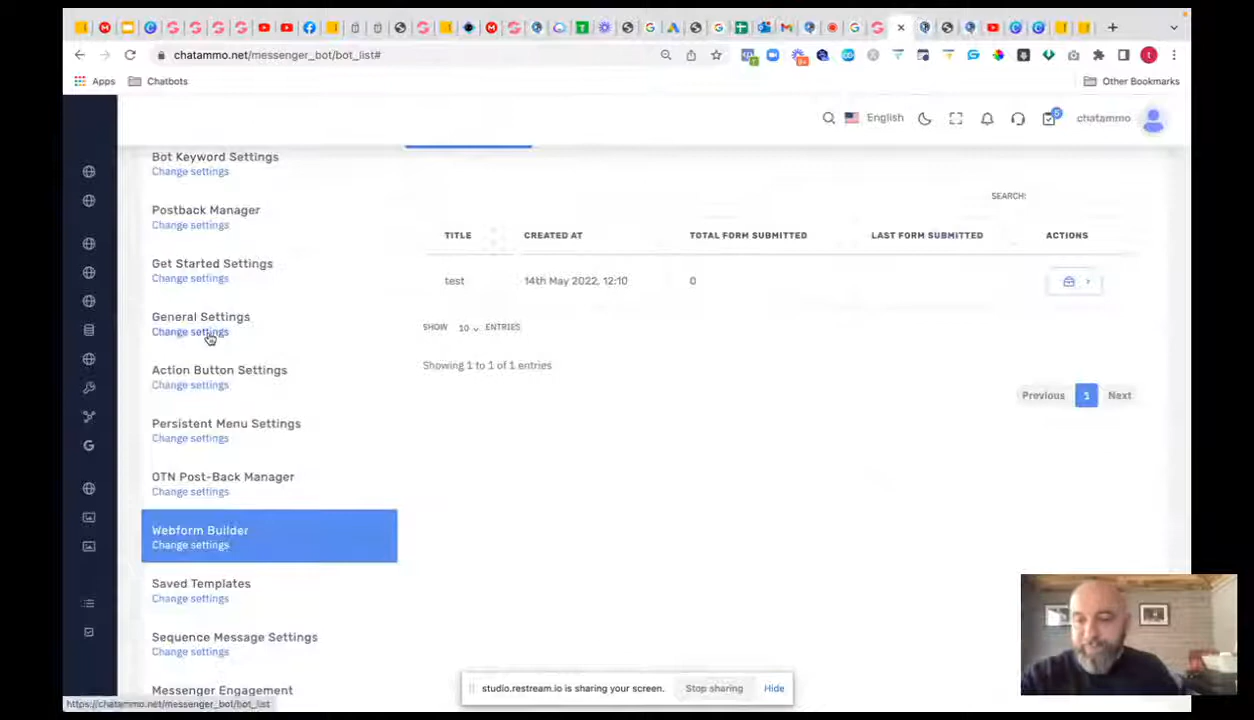 chatammo.net/messenger_bot/bot_list#
Apps
Chatbots
Other Bookmarks
English
5
chatammo
Bot Keyword Settings
Change settings
Postback Manager
Change settings
Get Started Settings
Change settings
General Settings
Change settings
Action Button Settings
Change settings
Persistent Menu Settings
Change settings
OTN Post-Back Manager
Change settings
Webform Builder
Change settings
Saved Templates
Change settings
Sequence Message Settings
Change settings
Messenger Engagement
SEARCH:
TITLE CREATED AT TOTAL FORM SUBMITTED LAST FORM SUBMITTED ACTIONS
test 14th May 2022, 12:10 0
SHOW 10 ENTRIES
Showing 1 to 1 of 1 entries
Previous 1 Next
studio.restream.io is sharing your screen. Stop sharing Hide
https://chatammo.net/messenger_bot/bot_list